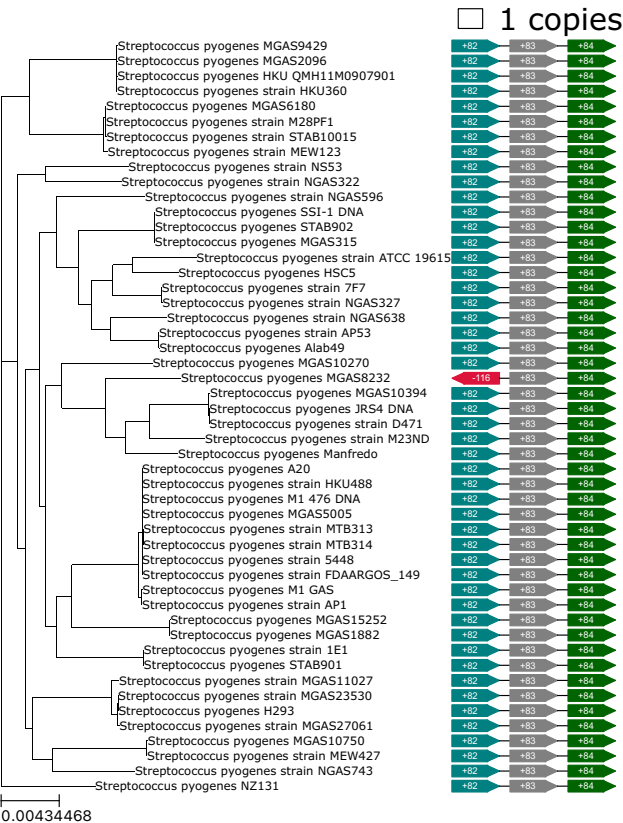 1 copies
Streptococcus pyogenes MGAS9429 +82 +83 +84
Streptococcus pyogenes MGAS2096 +82 +83 +84
Streptococcus pyogenes HKU QMH11M0907901 +82 +83 +84
Streptococcus pyogenes strain HKU360 +82 +83 +84
Streptococcus pyogenes MGAS6180 +82 +83 +84
Streptococcus pyogenes strain M28PF1 +82 +83 +84
Streptococcus pyogenes strain STAB10015 +82 +83 +84
Streptococcus pyogenes strain MEW123 +82 +83 +84
Streptococcus pyogenes strain NS53 +82 +83 +84
Streptococcus pyogenes strain NGAS322 +82 +83 +84
Streptococcus pyogenes strain NGAS596 +82 +83 +84
Streptococcus pyogenes SSI-1 DNA +82 +83 +84
Streptococcus pyogenes STAB902 +82 +83 +84
Streptococcus pyogenes MGAS315 +82 +83 +84
Streptococcus pyogenes strain ATCC 19615 +82 +83 +84
Streptococcus pyogenes HSC5 +82 +83 +84
Streptococcus pyogenes strain 7F7 +82 +83 +84
Streptococcus pyogenes strain NGAS327 +82 +83 +84
Streptococcus pyogenes strain NGAS638 +82 +83 +84
Streptococcus pyogenes strain AP53 +82 +83 +84
Streptococcus pyogenes Alab49 +82 +83 +84
Streptococcus pyogenes MGAS10270 +82 +83 +84
Streptococcus pyogenes MGAS8232 -116 +83 +84
Streptococcus pyogenes MGAS10394 +82 +83 +84
Streptococcus pyogenes JRS4 DNA +82 +83 +84
Streptococcus pyogenes strain D471 +82 +83 +84
Streptococcus pyogenes strain M23ND +82 +83 +84
Streptococcus pyogenes Manfredo +82 +83 +84
Streptococcus pyogenes A20 +82 +83 +84
Streptococcus pyogenes strain HKU488 +82 +83 +84
Streptococcus pyogenes M1 476 DNA +82 +83 +84
Streptococcus pyogenes MGAS5005 +82 +83 +84
Streptococcus pyogenes strain MTB313 +82 +83 +84
Streptococcus pyogenes strain MTB314 +82 +83 +84
Streptococcus pyogenes strain 5448 +82 +83 +84
Streptococcus pyogenes strain FDAARGOS_149 +82 +83 +84
Streptococcus pyogenes M1 GAS +82 +83 +84
Streptococcus pyogenes strain AP1 +82 +83 +84
Streptococcus pyogenes MGAS15252 +82 +83 +84
Streptococcus pyogenes MGAS1882 +82 +83 +84
Streptococcus pyogenes strain 1E1 +82 +83 +84
Streptococcus pyogenes STAB901 +82 +83 +84
Streptococcus pyogenes strain MGAS11027 +82 +83 +84
Streptococcus pyogenes strain MGAS23530 +82 +83 +84
Streptococcus pyogenes H293 +82 +83 +84
Streptococcus pyogenes strain MGAS27061 +82 +83 +84
Streptococcus pyogenes MGAS10750 +82 +83 +84
Streptococcus pyogenes strain MEW427 +82 +83 +84
Streptococcus pyogenes strain NGAS743 +82 +83 +84
Streptococcus pyogenes NZ131 +82 +83 +84
0.00434468